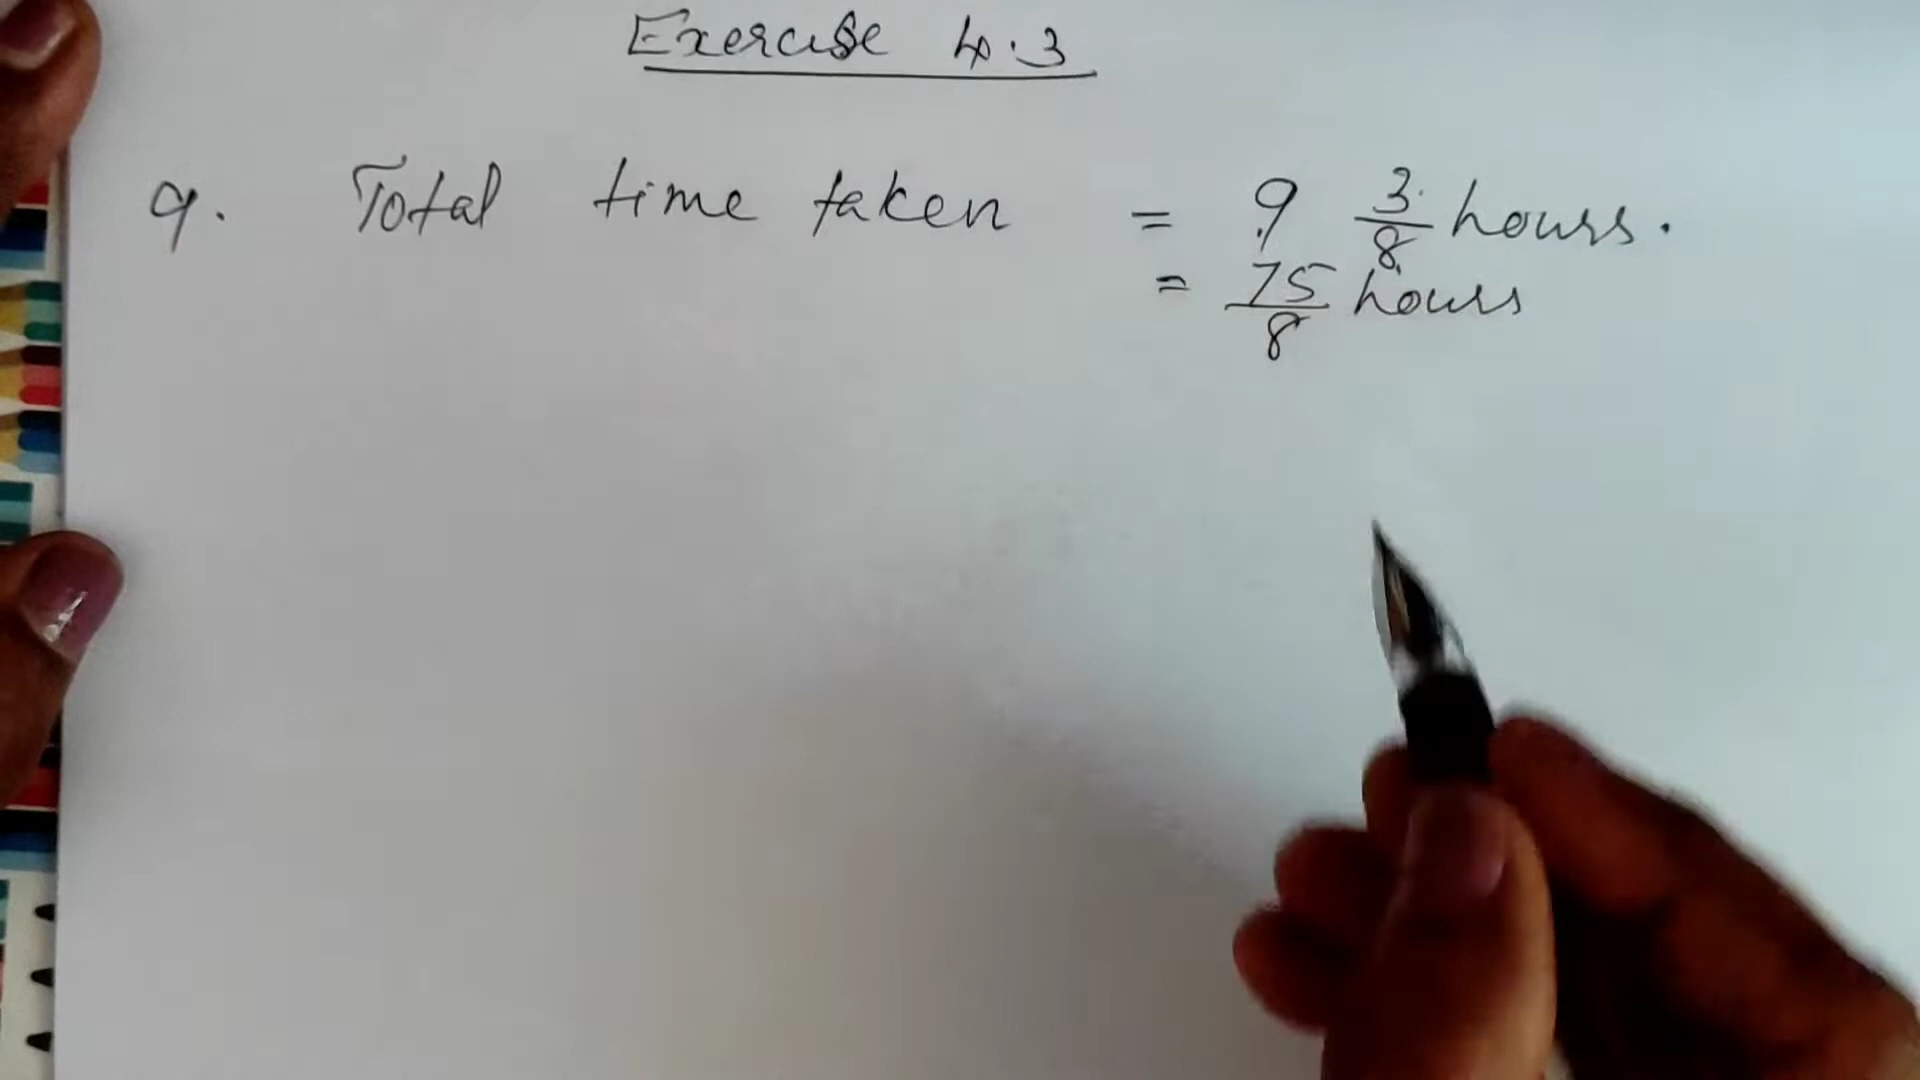 Exercise 4.3
9. Total time taken = 9 3/8 hours.
= 75/8 hours